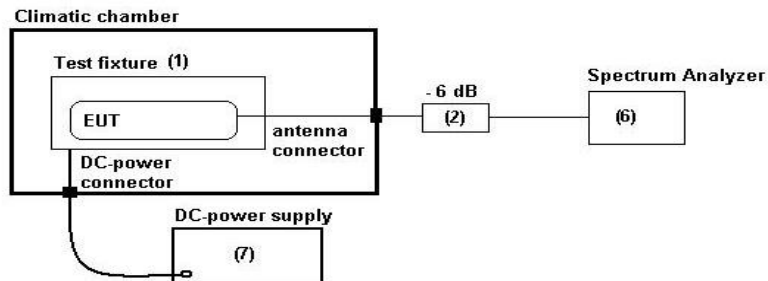 Climatic chamber
Test fixture (1)
EUT
antenna
connector
DC-power
connector
- 6 dB
(2)
Spectrum Analyzer
(6)
DC-power supply
(7)